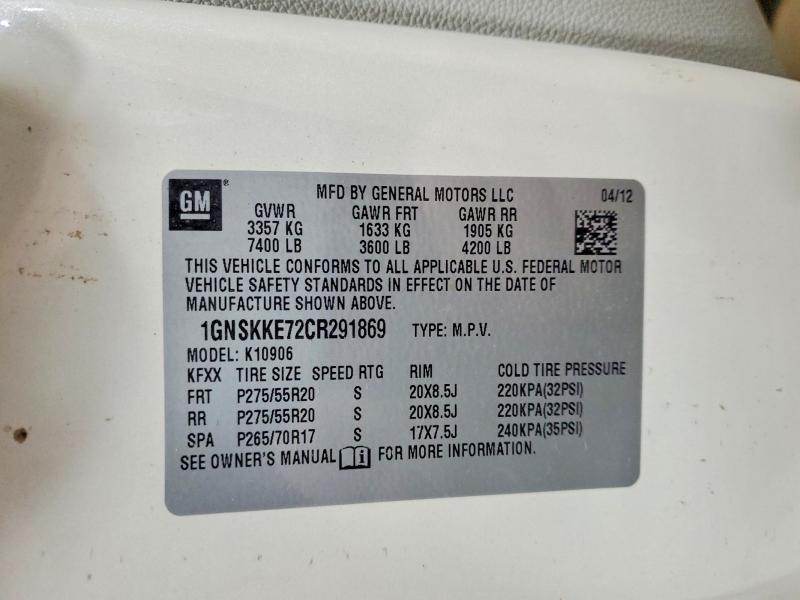 GM®
MFD BY GENERAL MOTORS LLC 04/12
GVWR GAWR FRT GAWR RR
3357 KG 1633 KG 1905 KG
7400 LB 3600 LB 4200 LB
THIS VEHICLE CONFORMS TO ALL APPLICABLE U.S. FEDERAL MOTOR
VEHICLE SAFETY STANDARDS IN EFFECT ON THE DATE OF
MANUFACTURE SHOWN ABOVE.
1GNSKKE72CR291869 TYPE: M.P.V.
MODEL: K10906
KFXX TIRE SIZE SPEED RTG RIM COLD TIRE PRESSURE
FRT P275/55R20 S 20X8.5J 220KPA(32PSI)
RR P275/55R20 S 20X8.5J 220KPA(32PSI)
SPA P265/70R17 S 17X7.5J 240KPA(35PSI)
SEE OWNER'S MANUAL i FOR MORE INFORMATION.